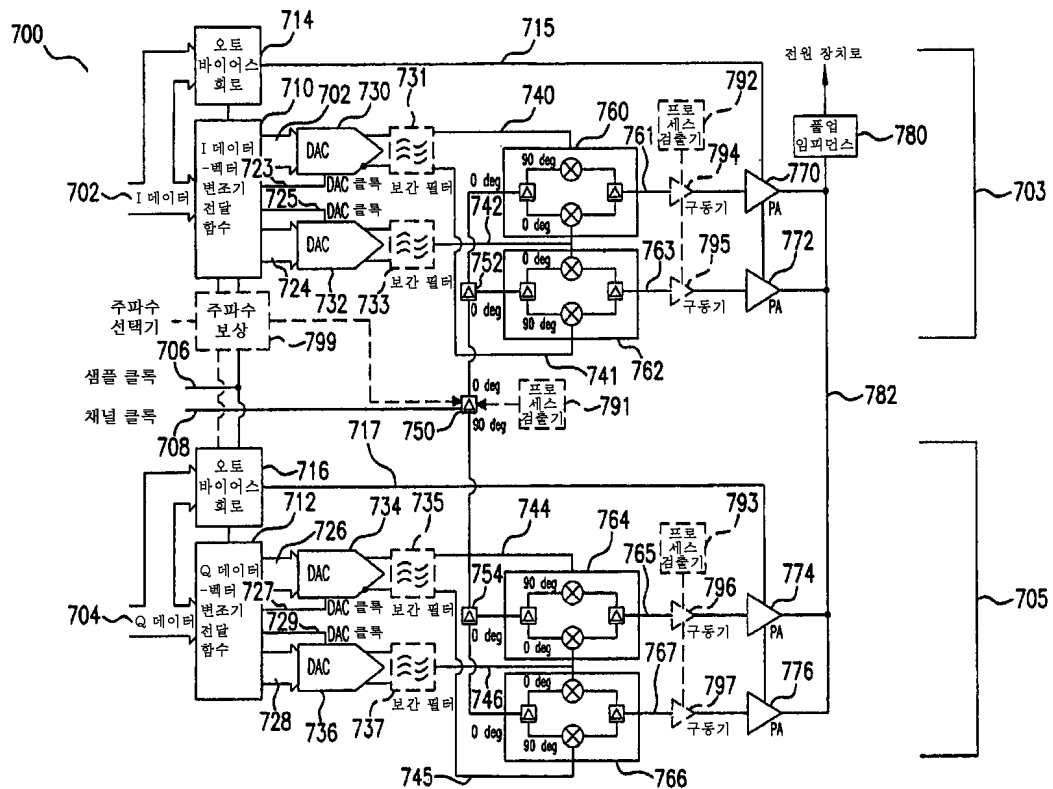 700
714
오토
바이어스
회로
715
전원 장치로
풀업
임피던스
780
710
702
730
731
740
760
792
프로
세스
검출기
761
794
770
703
702
I 데이터
I 데이터
-벡터
변조기
전달
함수
723
725
DAC
DAC 클록
DAC 클록
DAC
보간 필터
보간 필터
724
732
733
742
752
0 deg
0 deg
90 deg
0 deg
0 deg
90 deg
763
구동기
795
구동기
PA
772
PA
762
741
주파수
선택기
주파수
보상
799
706
샘플 클록
채널 클록
708
750
0 deg
90 deg
프로
세스
검출기
791
782
717
716
오토
바이어스
회로
712
726
734
735
744
764
793
프로
세스
검출기
765
796
774
705
704
Q 데이터
Q 데이터
-벡터
변조기
전달
함수
727
729
DAC
DAC 클록
DAC 클록
DAC
보간 필터
보간 필터
728
736
737
746
754
0 deg
0 deg
90 deg
0 deg
0 deg
90 deg
767
구동기
797
구동기
PA
776
PA
745
766